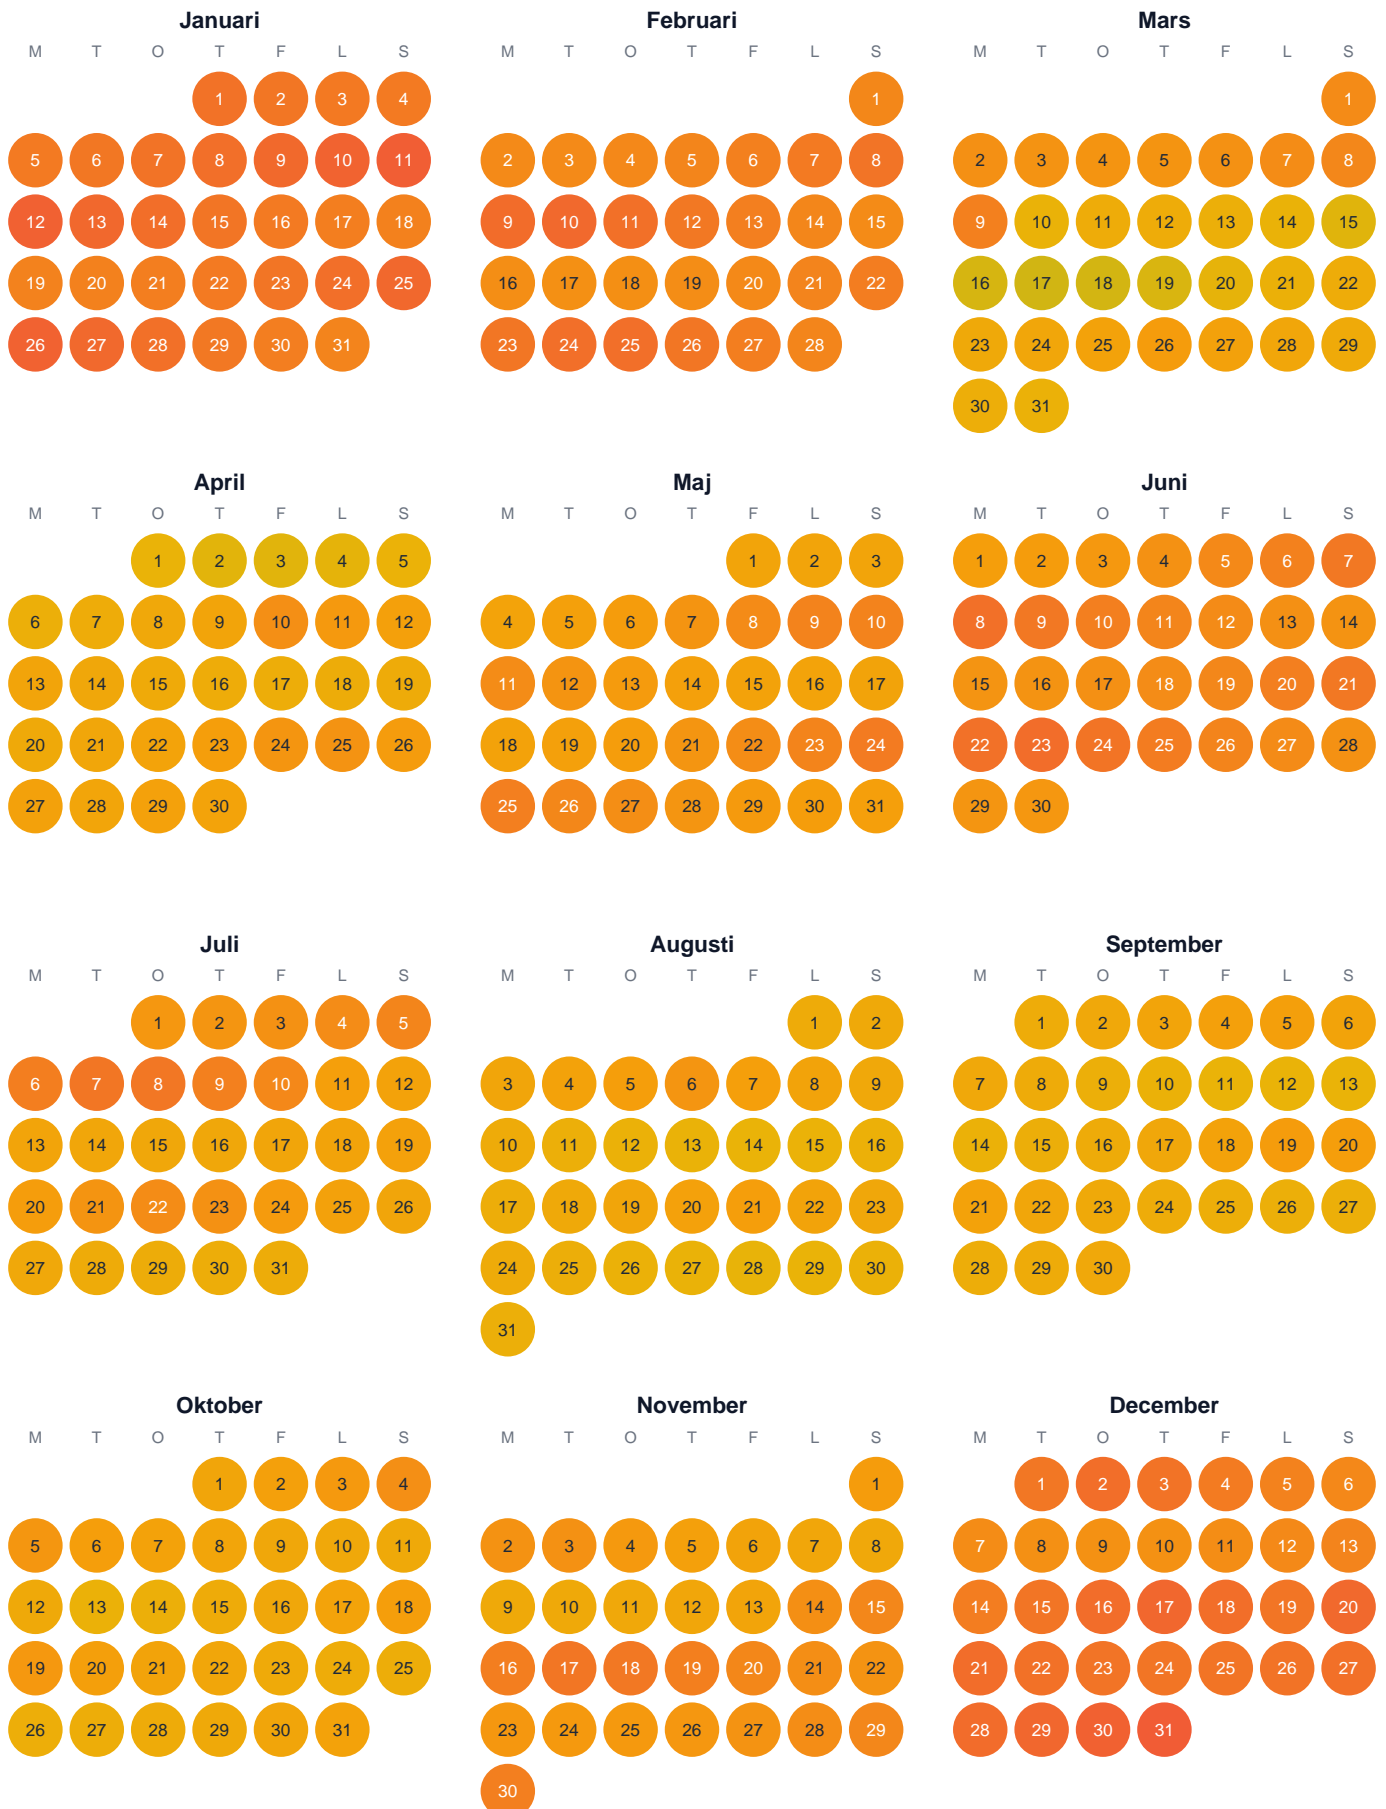 Januari Februari Mars
M T O T F L S M T O T F L S M T O T F L S
1 2 3 4 1 1
5 6 7 8 9 10 11 2 3 4 5 6 7 8 2 3 4 5 6 7 8
12 13 14 15 16 17 18 9 10 11 12 13 14 15 9 10 11 12 13 14 15
19 20 21 22 23 24 25 16 17 18 19 20 21 22 16 17 18 19 20 21 22
26 27 28 29 30 31 23 24 25 26 27 28 23 24 25 26 27 28 29
30 31
April Maj Juni
M T O T F L S M T O T F L S M T O T F L S
1 2 3 4 5 1 2 3 1 2 3 4 5 6 7
6 7 8 9 10 11 12 4 5 6 7 8 9 10 8 9 10 11 12 13 14
13 14 15 16 17 18 19 11 12 13 14 15 16 17 15 16 17 18 19 20 21
20 21 22 23 24 25 26 18 19 20 21 22 23 24 22 23 24 25 26 27 28
27 28 29 30 25 26 27 28 29 30 31 29 30
Juli Augusti September
M T O T F L S M T O T F L S M T O T F L S
1 2 3 4 5 1 2 1 2 3 4 5 6
6 7 8 9 10 11 12 3 4 5 6 7 8 9 7 8 9 10 11 12 13
13 14 15 16 17 18 19 10 11 12 13 14 15 16 14 15 16 17 18 19 20
20 21 22 23 24 25 26 17 18 19 20 21 22 23 21 22 23 24 25 26 27
27 28 29 30 31 24 25 26 27 28 29 30 28 29 30
31
Oktober November December
M T O T F L S M T O T F L S M T O T F L S
1 2 3 4 1 1 2 3 4 5 6
5 6 7 8 9 10 11 2 3 4 5 6 7 8 7 8 9 10 11 12 13
12 13 14 15 16 17 18 9 10 11 12 13 14 15 14 15 16 17 18 19 20
19 20 21 22 23 24 25 16 17 18 19 20 21 22 21 22 23 24 25 26 27
26 27 28 29 30 31 23 24 25 26 27 28 29 28 29 30 31
30